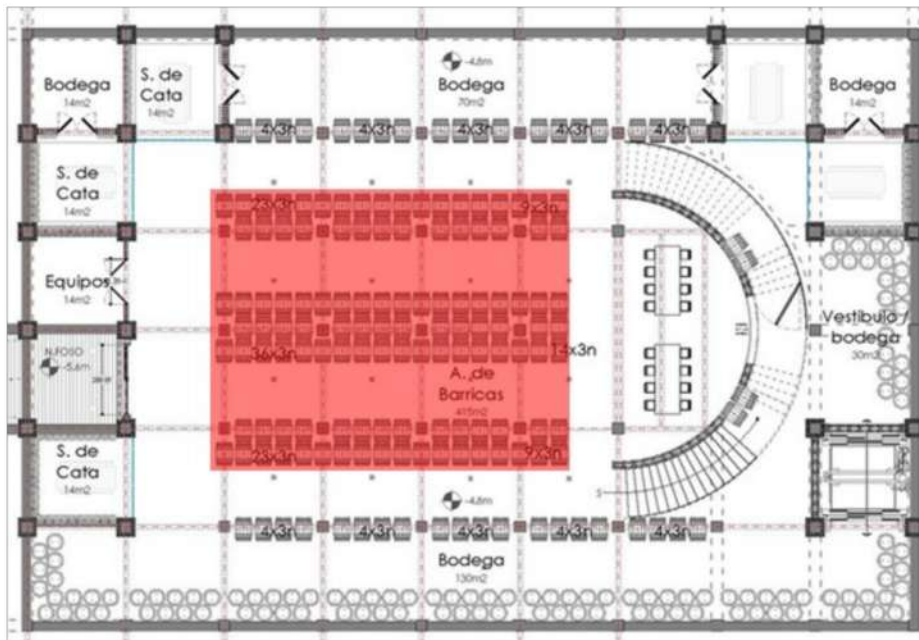 Bodega
14m2
S. de
Cata
14m2
-4,8m
Bodega
70m2
Bodega
14m2
4x3n
4x3n
4x3n
4x3n
4x3n
S. de
Cata
14m2
23x3n
9x3n
Equipos
14m2
Vestíbulo /
bodega
30m2
N.FOSO
-5,6m
36x3n
14x3n
A. de
Barricas
415m2
S. de
Cata
14m2
23x3n
9x3n
-4,8m
S
4x3n
4x3n
4x3n
4x3n
4x3n
Bodega
130m2